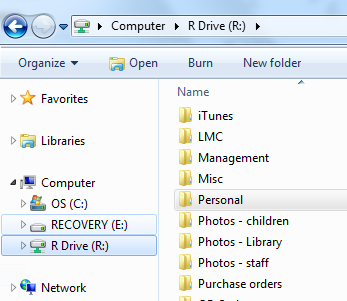 Computer R Drive (R:)
Organize Open Burn New folder
Name
Favorites
Libraries
Computer
OS (C:)
RECOVERY (E:)
R Drive (R:)
Network
iTunes
LMC
Management
Misc
Personal
Photos - children
Photos - Library
Photos - staff
Purchase orders